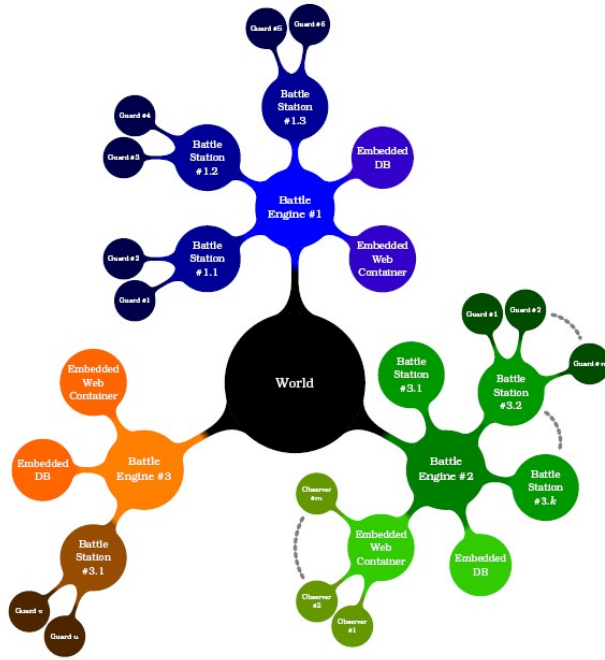 Guard #5
Guard #6
Battle
Station
#1.3
Guard #4
Guard #3
Battle
Station
#1.2
Embedded
DB
Battle
Engine #1
Guard #2
Guard #1
Battle
Station
#1.1
Embedded
Web
Container
World
Guard #1
Guard #2
Guard #n
Battle
Station
#3.1
Battle
Station
#3.2
Embedded
Web
Container
Embedded
DB
Battle
Engine #3
Battle
Engine #2
Battle
Station
#3.k
Observer
#m
Embedded
Web
Container
Embedded
DB
Battle
Station
#3.1
Observer
#2
Observer
#1
Guard v
Guard u